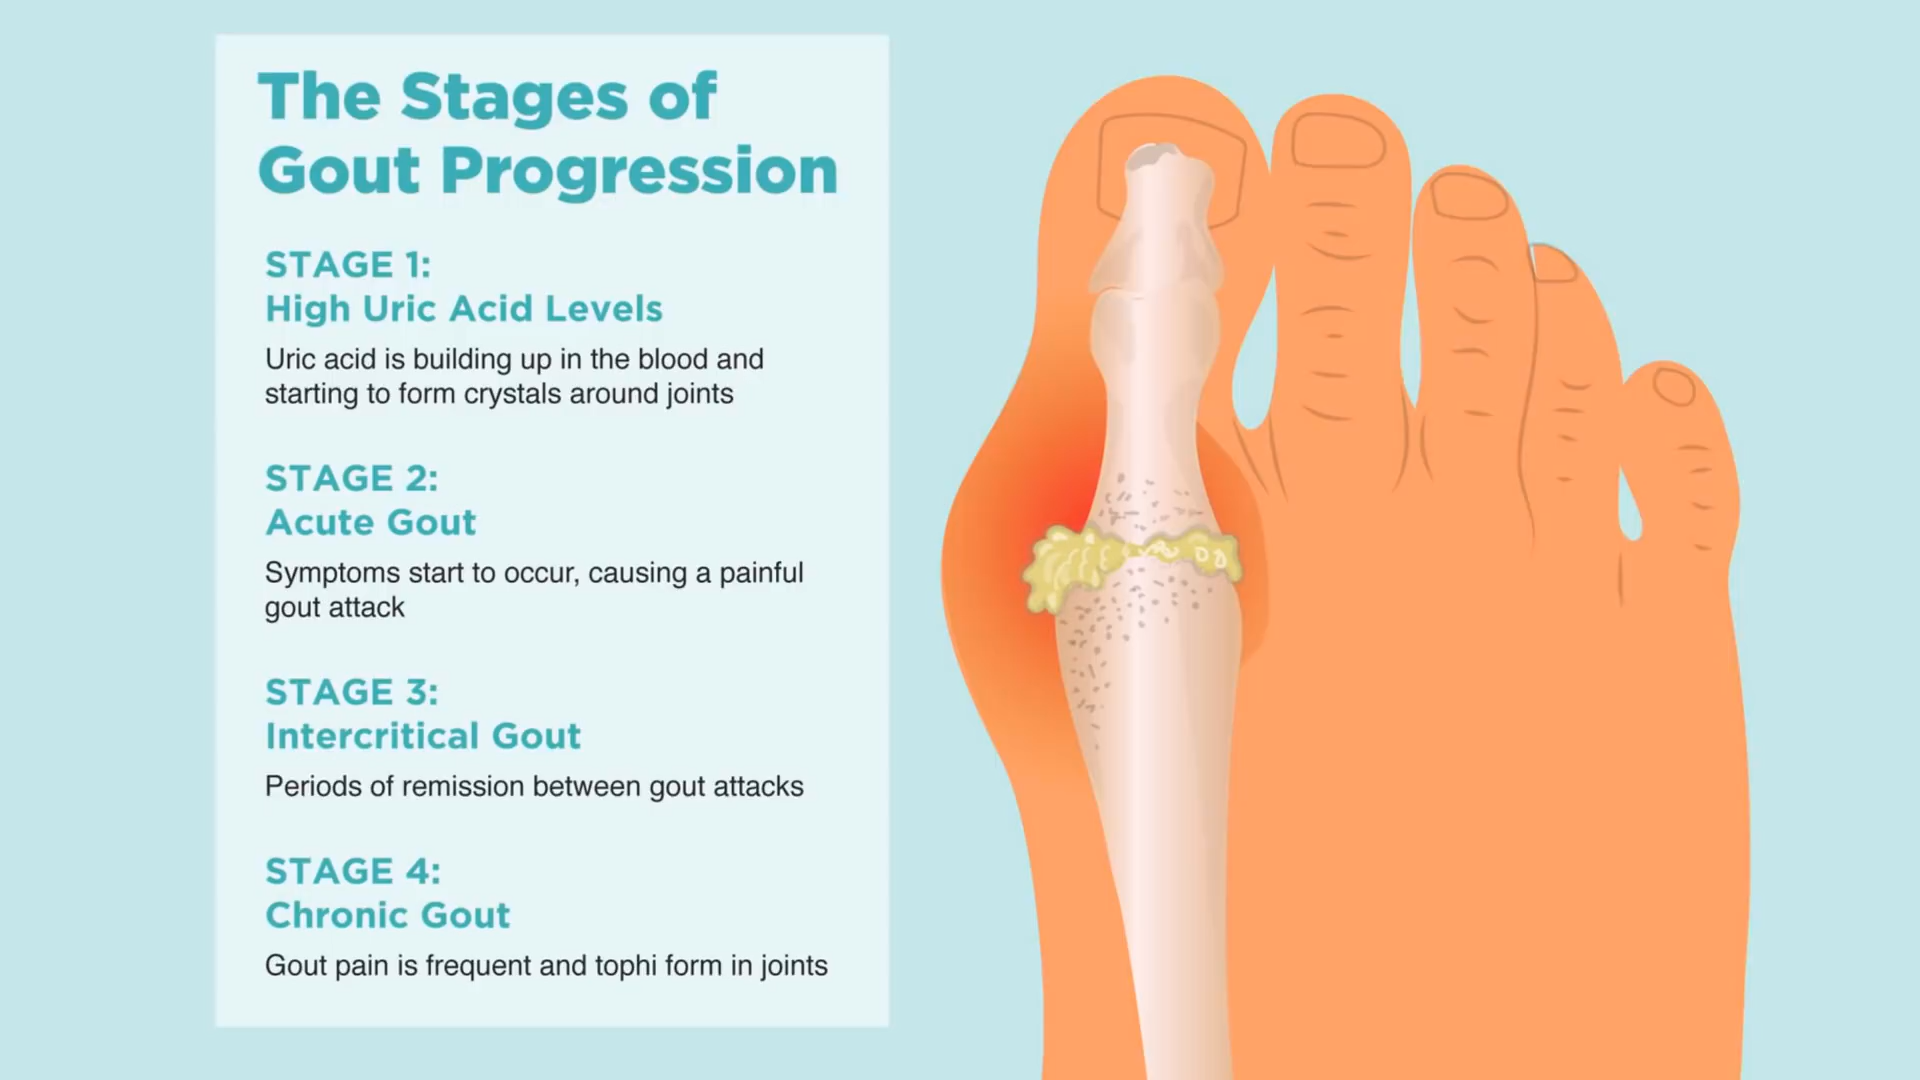 The Stages of
Gout Progression
STAGE 1:
High Uric Acid Levels
Uric acid is building up in the blood and
starting to form crystals around joints
STAGE 2:
Acute Gout
Symptoms start to occur, causing a painful
gout attack
STAGE 3:
Intercritical Gout
Periods of remission between gout attacks
STAGE 4:
Chronic Gout
Gout pain is frequent and tophi form in joints